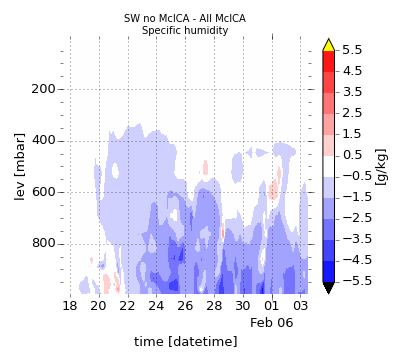 SW no McICA - All McICA
Specific humidity
lev [mbar]
200
400
600
800
18 20 22 24 26 28 30 01 03
Feb 06
time [datetime]
5.5
4.5
3.5
2.5
1.5
0.5
−0.5
−1.5
−2.5
−3.5
−4.5
−5.5
[g/kg]